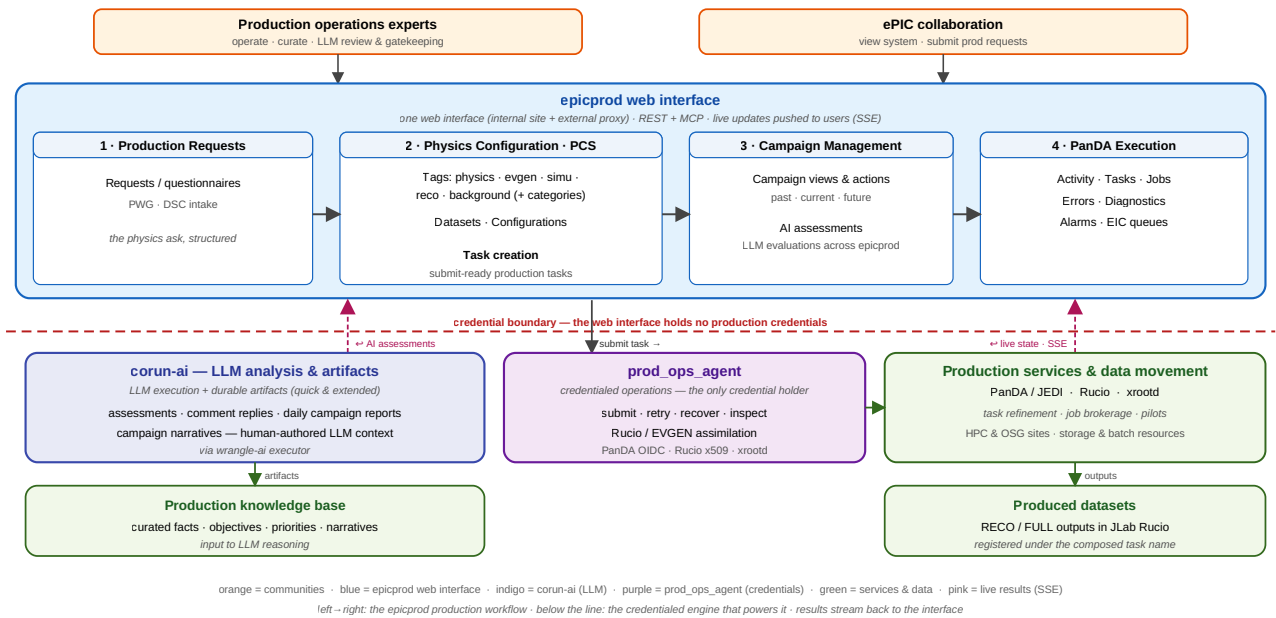 Production operations experts
operate · curate · LLM review & gatekeeping
ePIC collaboration
view system · submit prod requests
epicprod web interface
one web interface (internal site + external proxy) · REST + MCP · live updates pushed to users (SSE)
1 · Production Requests
Requests / questionnaires
PWG · DSC intake
the physics ask, structured
2 · Physics Configuration · PCS
Tags: physics · evgen · simu ·
reco · background (+ categories)
Datasets · Configurations
Task creation
submit-ready production tasks
3 · Campaign Management
Campaign views & actions
past · current · future
AI assessments
LLM evaluations across epicprod
4 · PanDA Execution
Activity · Tasks · Jobs
Errors · Diagnostics
Alarms · EIC queues
credential boundary — the web interface holds no production credentials
↩ AI assessments
submit task →
↩ live state · SSE
corun-ai — LLM analysis & artifacts
LLM execution + durable artifacts (quick & extended)
assessments · comment replies · daily campaign reports
campaign narratives — human-authored LLM context
via wrangle-ai executor
prod_ops_agent
credentialed operations — the only credential holder
submit · retry · recover · inspect
Rucio / EVGEN assimilation
PanDA OIDC · Rucio x509 · xrootd
Production services & data movement
PanDA / JEDI · Rucio · xrootd
task refinement · job brokerage · pilots
HPC & OSG sites · storage & batch resources
artifacts
outputs
Production knowledge base
curated facts · objectives · priorities · narratives
input to LLM reasoning
Produced datasets
RECO / FULL outputs in JLab Rucio
registered under the composed task name
orange = communities · blue = epicprod web interface · indigo = corun-ai (LLM) · purple = prod_ops_agent (credentials) · green = services & data · pink = live results (SSE)
left→right: the epicprod production workflow · below the line: the credentialed engine that powers it · results stream back to the interface